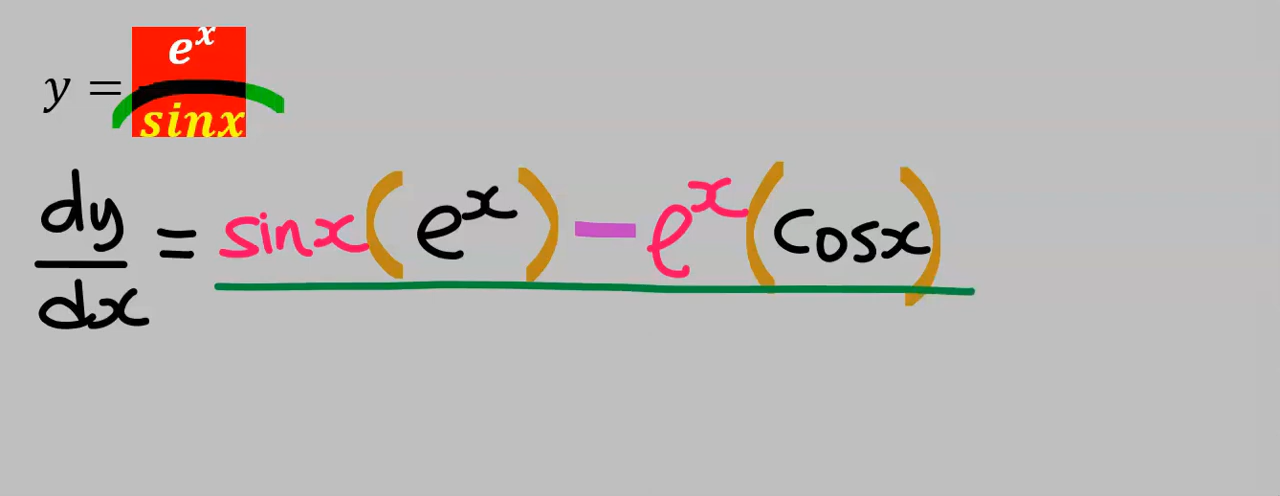 y = e^x / sinx
dy/dx = sinx(e^x) - e^x(cosx)